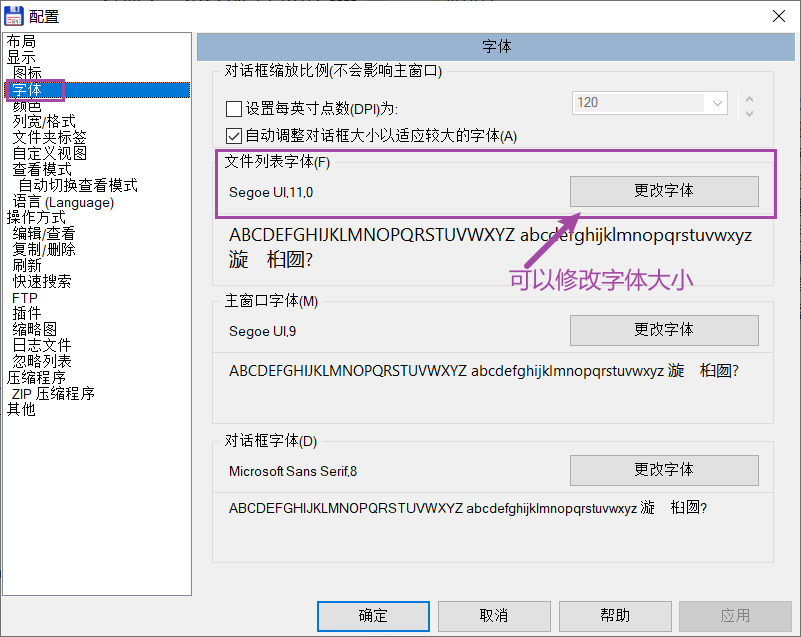 配置
布局
显示
图标
字体
颜色
列宽/格式
文件夹标签
自定义视图
查看模式
自动切换查看模式
语言 (Language)
操作方式
编辑/查看
复制/删除
刷新
快速搜索
FTP
插件
缩略图
日志文件
忽略列表
压缩程序
ZIP 压缩程序
其他
字体
对话框缩放比例(不会影响主窗口)
设置每英寸点数(DPI)为:
120
自动调整对话框大小以适应较大的字体(A)
文件列表字体(F)
Segoe UI,11.0
更改字体
ABCDEFGHIJKLMNOPQRSTUVWXYZ abcdefghijklmnopqrstuvwxyz
漩 桕囫?
可以修改字体大小
主窗口字体(M)
Segoe UI,9
更改字体
ABCDEFGHIJKLMNOPQRSTUVWXYZ abcdefghijklmnopqrstuvwxyz 漩 桕囫?
对话框字体(D)
Microsoft Sans Serif,8
更改字体
ABCDEFGHIJKLMNOPQRSTUVWXYZ abcdefghijklmnopqrstuvwxyz 漩 桕囫?
确定
取消
帮助
应用